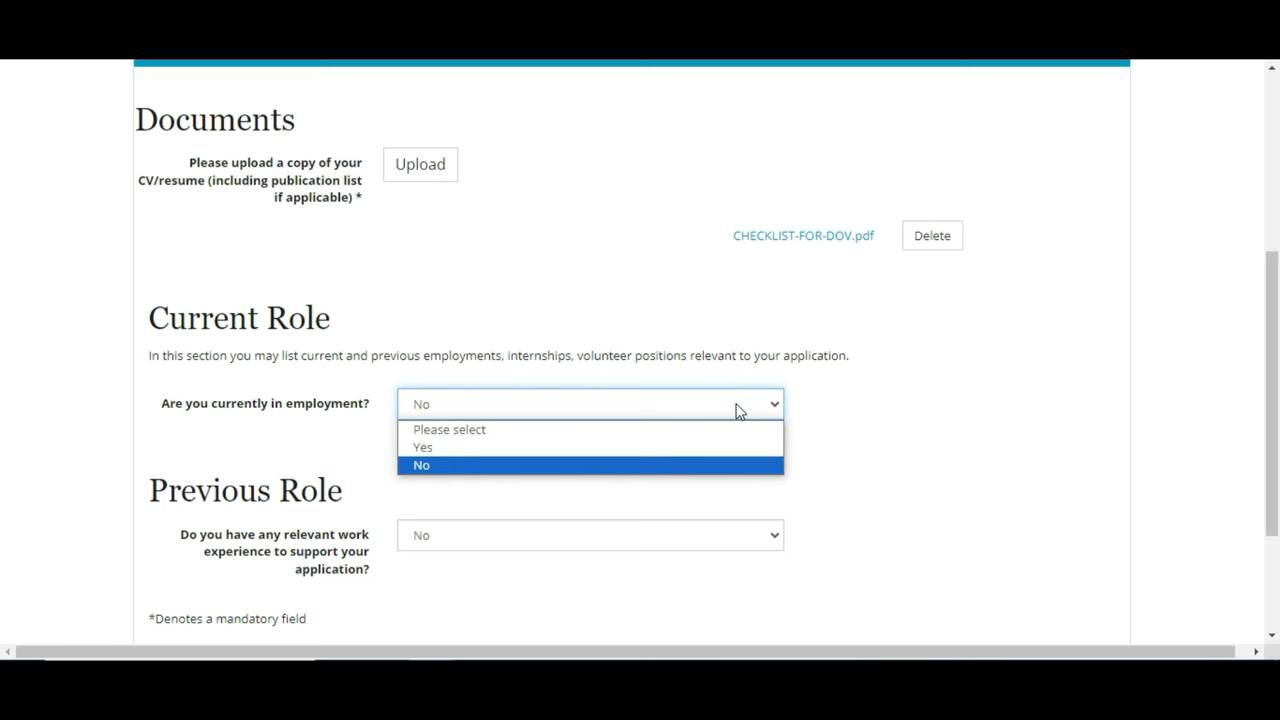 Documents
Please upload a copy of your
CV/resume (including publication list
if applicable) *
Upload
CHECKLIST-FOR-DOV.pdf
Delete
Current Role
In this section you may list current and previous employments, internships, volunteer positions relevant to your application.
Are you currently in employment?
No
Please select
Yes
No
Previous Role
Do you have any relevant work
experience to support your
application?
No
*Denotes a mandatory field